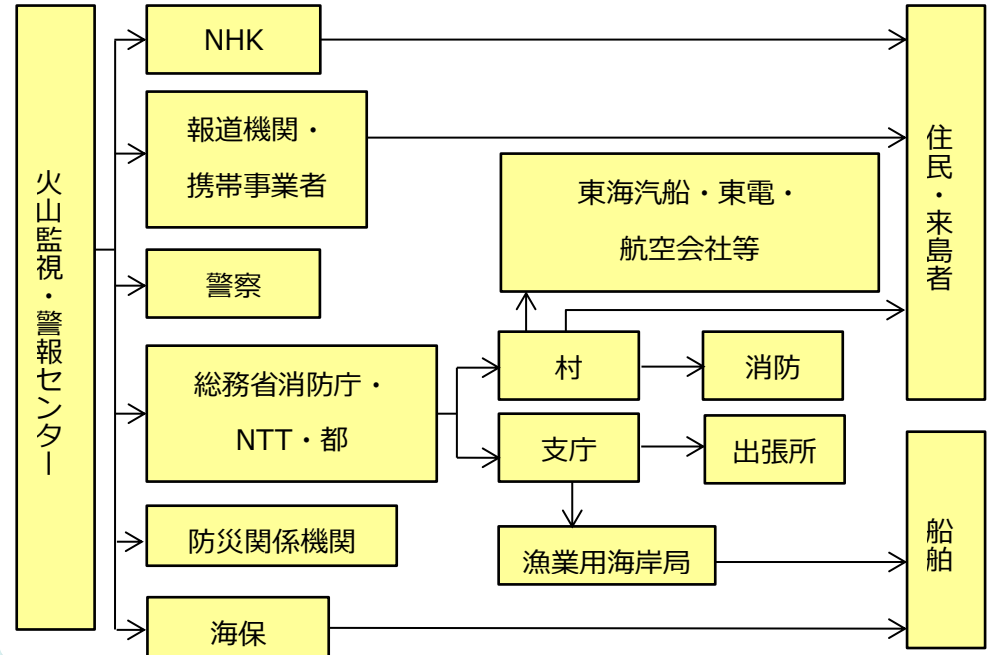 火山監視・警報センター
NHK
報道機関・
携帯事業者
警察
総務省消防庁・
NTT・都
防災関係機関
海保
東海汽船・東電・
航空会社等
村
消防
支庁
出張所
漁業用海岸局
住民・来島者
船舶